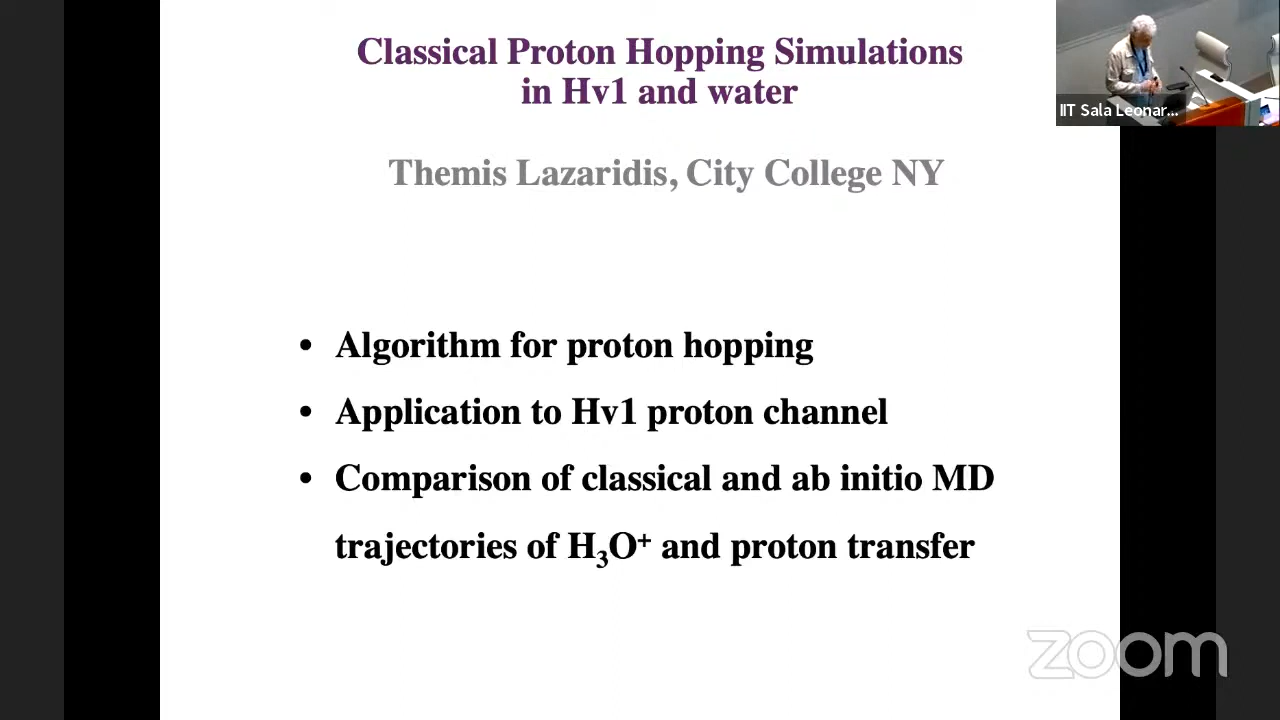 Classical Proton Hopping Simulations
in Hv1 and water
IIT Sala Leonar...
Themis Lazaridis, City College NY
• Algorithm for proton hopping
• Application to Hv1 proton channel
• Comparison of classical and ab initio MD
trajectories of H₃O⁺ and proton transfer
zoom